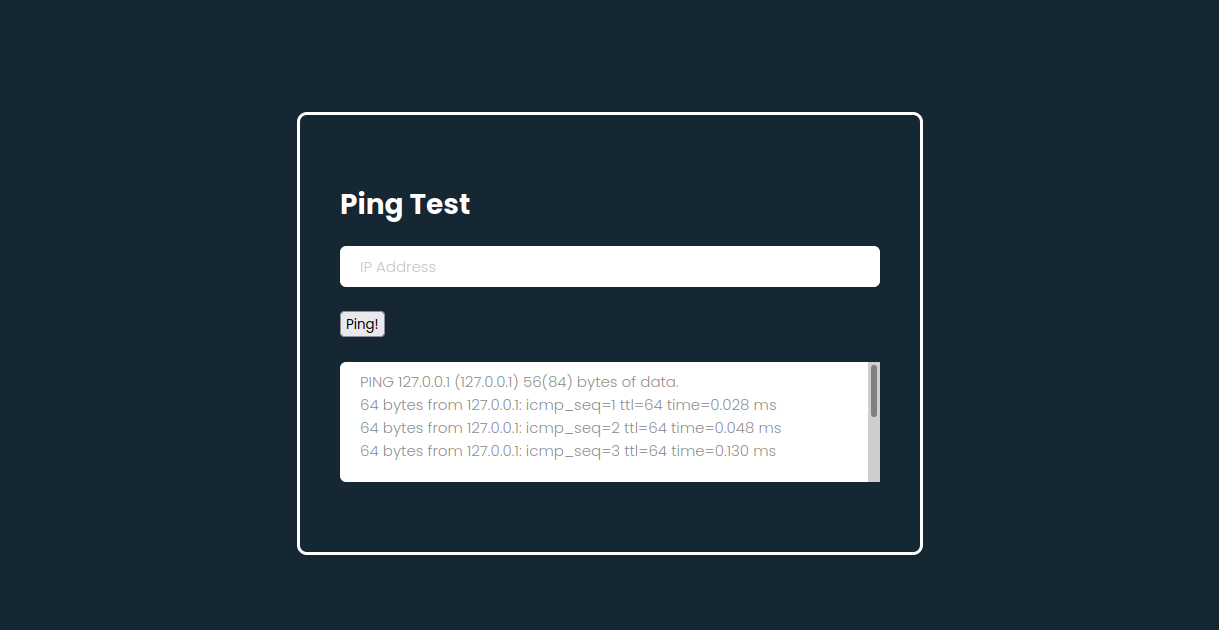 Ping Test
IP Address
Ping!
PING 127.0.0.1 (127.0.0.1) 56(84) bytes of data.
64 bytes from 127.0.0.1: icmp_seq=1 ttl=64 time=0.028 ms
64 bytes from 127.0.0.1: icmp_seq=2 ttl=64 time=0.048 ms
64 bytes from 127.0.0.1: icmp_seq=3 ttl=64 time=0.130 ms